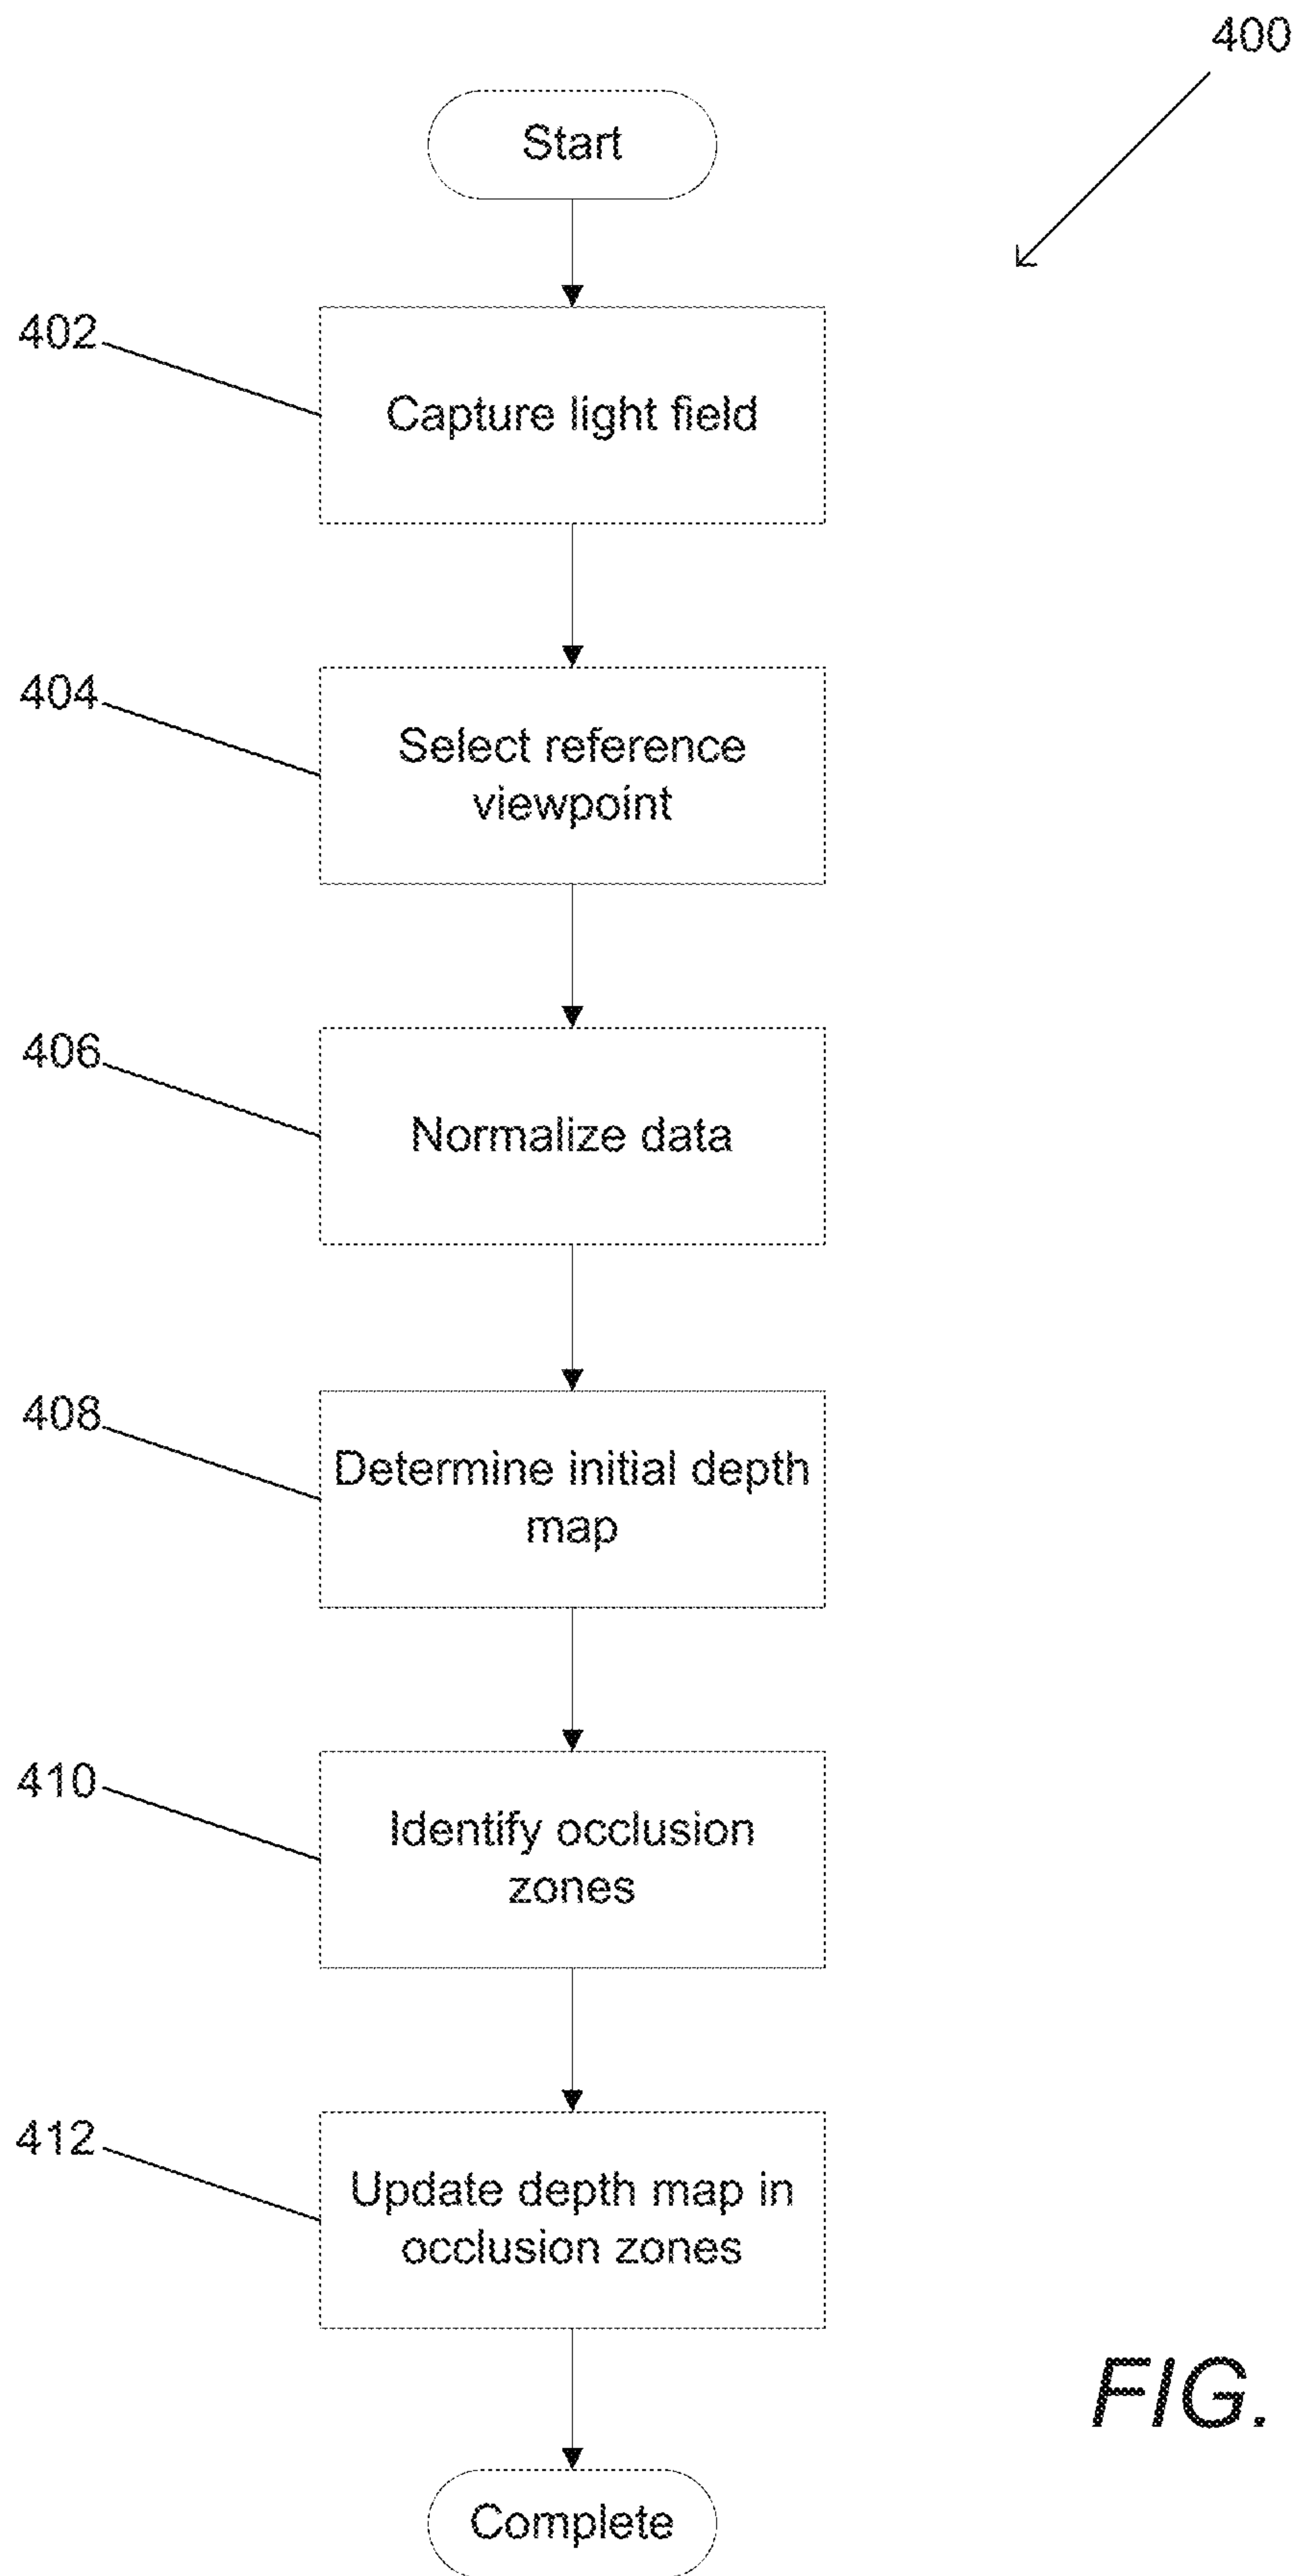 400
Start
402
Capture light field
404
Select reference
viewpoint
406
Normalize data
408
Determine initial depth
map
410
Identify occlusion
zones
412
Update depth map in
occlusion zones
FIG.
Complete